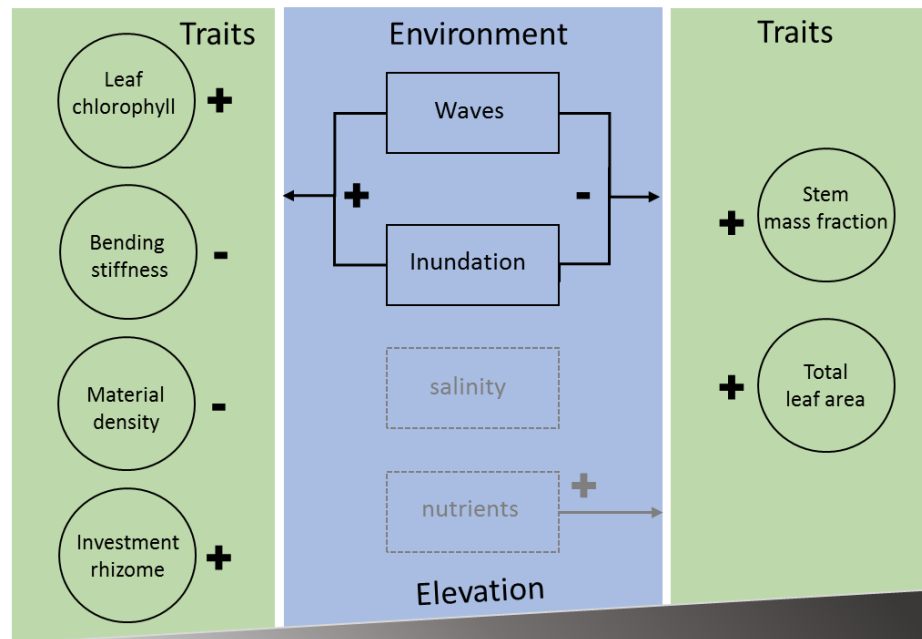 Traits
Leaf
chlorophyll
+
Bending
stiffness
-
Material
density
-
Investment
rhizome
+
Environment
Waves
+
-
Inundation
salinity
nutrients
+
Elevation
Traits
+
Stem
mass fraction
+
Total
leaf area